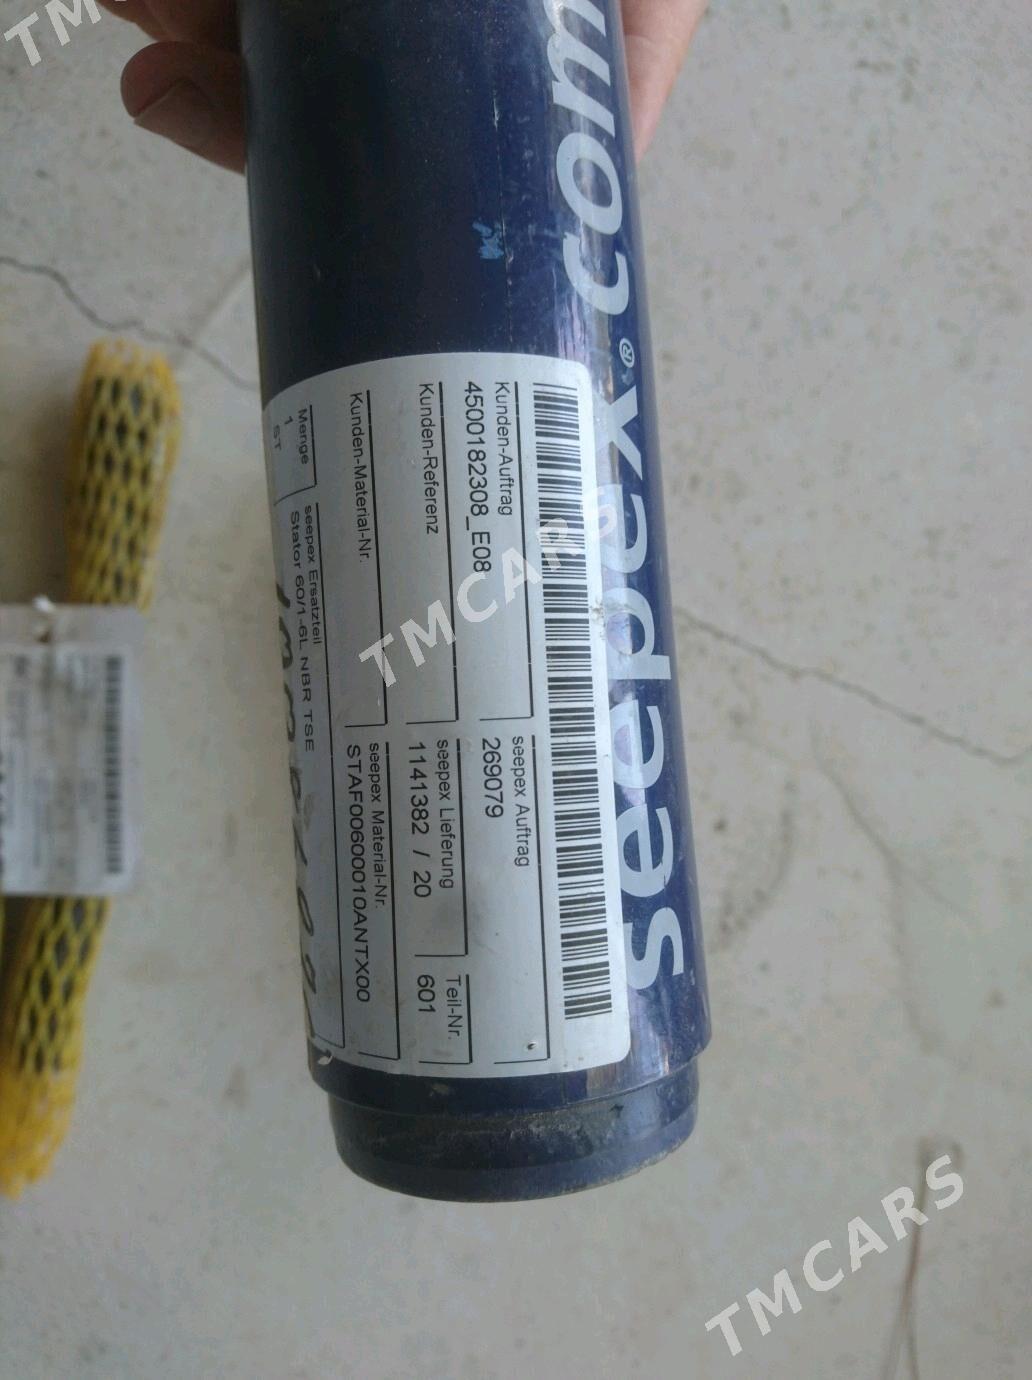 seepex® com
Kunden-Auftrag
4500182308_E08
seepex Auftrag
269079
Kunden-Referenz
seepex Lieferung
1141382 / 20
Teil-Nr.
601
Kunden-Material-Nr.
seepex Material-Nr.
STAF0060010ANTX00
Menge
1
ST
seepex Ersatzteil
Stator 60/1-6L NBR TSE
TMCARS
TMCARS
TMCARS